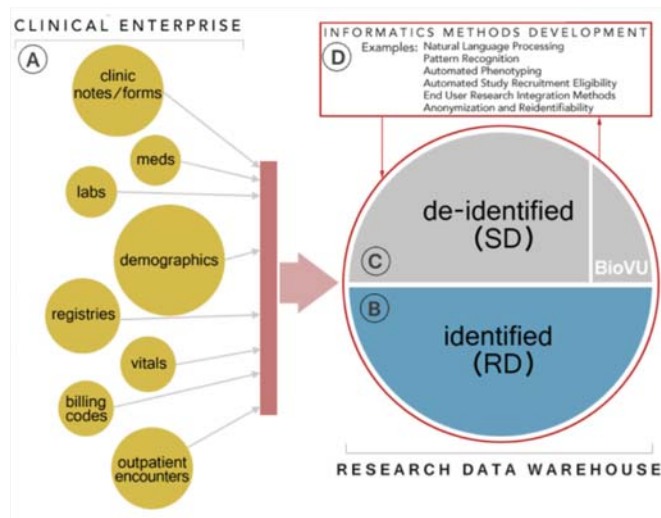 CLINICAL ENTERPRISE
A
clinic
notes/forms
meds
labs
demographics
registries
vitals
billing
codes
outpatient
encounters
INFORMATICS METHODS DEVELOPMENT
D
Examples: Natural Language Processing
Pattern Recognition
Automated Phenotyping
Automated Study Recruitment Eligibility
End User Research Integration Methods
Anonymization and Reidentifiability
de-identified
(SD)
C
BioVU
B
identified
(RD)
RESEARCH DATA WAREHOUSE